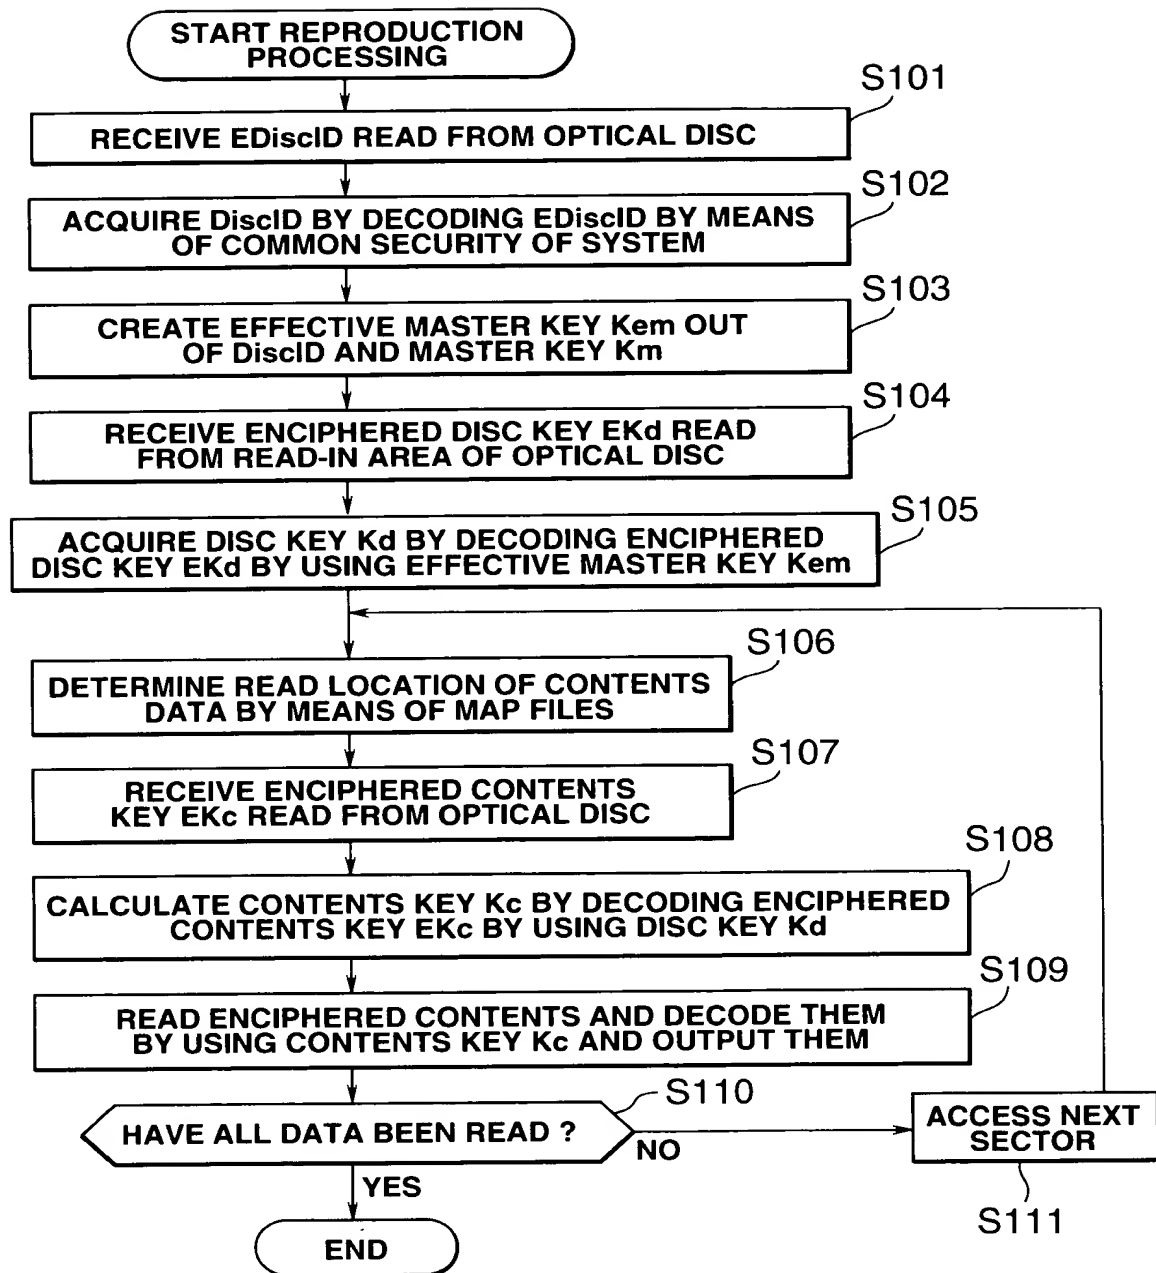 START REPRODUCTION
PROCESSING
S101
RECEIVE EDiscID READ FROM OPTICAL DISC
S102
ACQUIRE DiscID BY DECODING EDiscID BY MEANS
OF COMMON SECURITY OF SYSTEM
S103
CREATE EFFECTIVE MASTER KEY Kem OUT
OF DiscID AND MASTER KEY Km
S104
RECEIVE ENCIPHERED DISC KEY EKd READ
FROM READ-IN AREA OF OPTICAL DISC
S105
ACQUIRE DISC KEY Kd BY DECODING ENCIPHERED
DISC KEY EKd BY USING EFFECTIVE MASTER KEY Kem
S106
DETERMINE READ LOCATION OF CONTENTS
DATA BY MEANS OF MAP FILES
S107
RECEIVE ENCIPHERED CONTENTS
KEY EKc READ FROM OPTICAL DISC
S108
CALCULATE CONTENTS KEY Kc BY DECODING ENCIPHERED
CONTENTS KEY EKc BY USING DISC KEY Kd
S109
READ ENCIPHERED CONTENTS AND DECODE THEM
BY USING CONTENTS KEY Kc AND OUTPUT THEM
S110
HAVE ALL DATA BEEN READ ?
NO
ACCESS NEXT
SECTOR
S111
YES
END